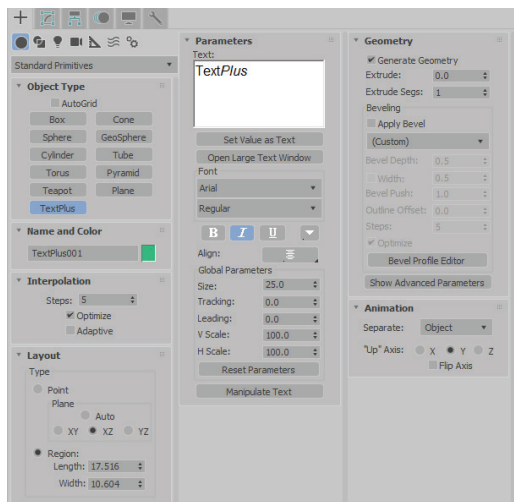 Standard Primitives
Object Type
AutoGrid
Box Cone
Sphere GeoSphere
Cylinder Tube
Torus Pyramid
Teapot Plane
TextPlus
Name and Color
TextPlus001
Interpolation
Steps: 5
Optimize
Adaptive
Layout
Type
Point
Plane
Auto
XY XZ YZ
Region:
Length: 17.516
Width: 10.604
Parameters
Text:
TextPlus
Set Value as Text
Open Large Text Window
Font
Arial
Regular
B I U
Align:
Global Parameters
Size: 25.0
Tracking: 0.0
Leading: 0.0
V Scale: 100.0
H Scale: 100.0
Reset Parameters
Manipulate Text
Geometry
Generate Geometry
Extrude: 0.0
Extrude Segs: 1
Beveling
Apply Bevel
(Custom)
Bevel Depth: 0.5
Width: 0.5
Bevel Push: 1.0
Outline Offset: 0.0
Steps: 5
Optimize
Bevel Profile Editor
Show Advanced Parameters
Animation
Separate: Object
"Up" Axis: X Y Z
Flip Axis